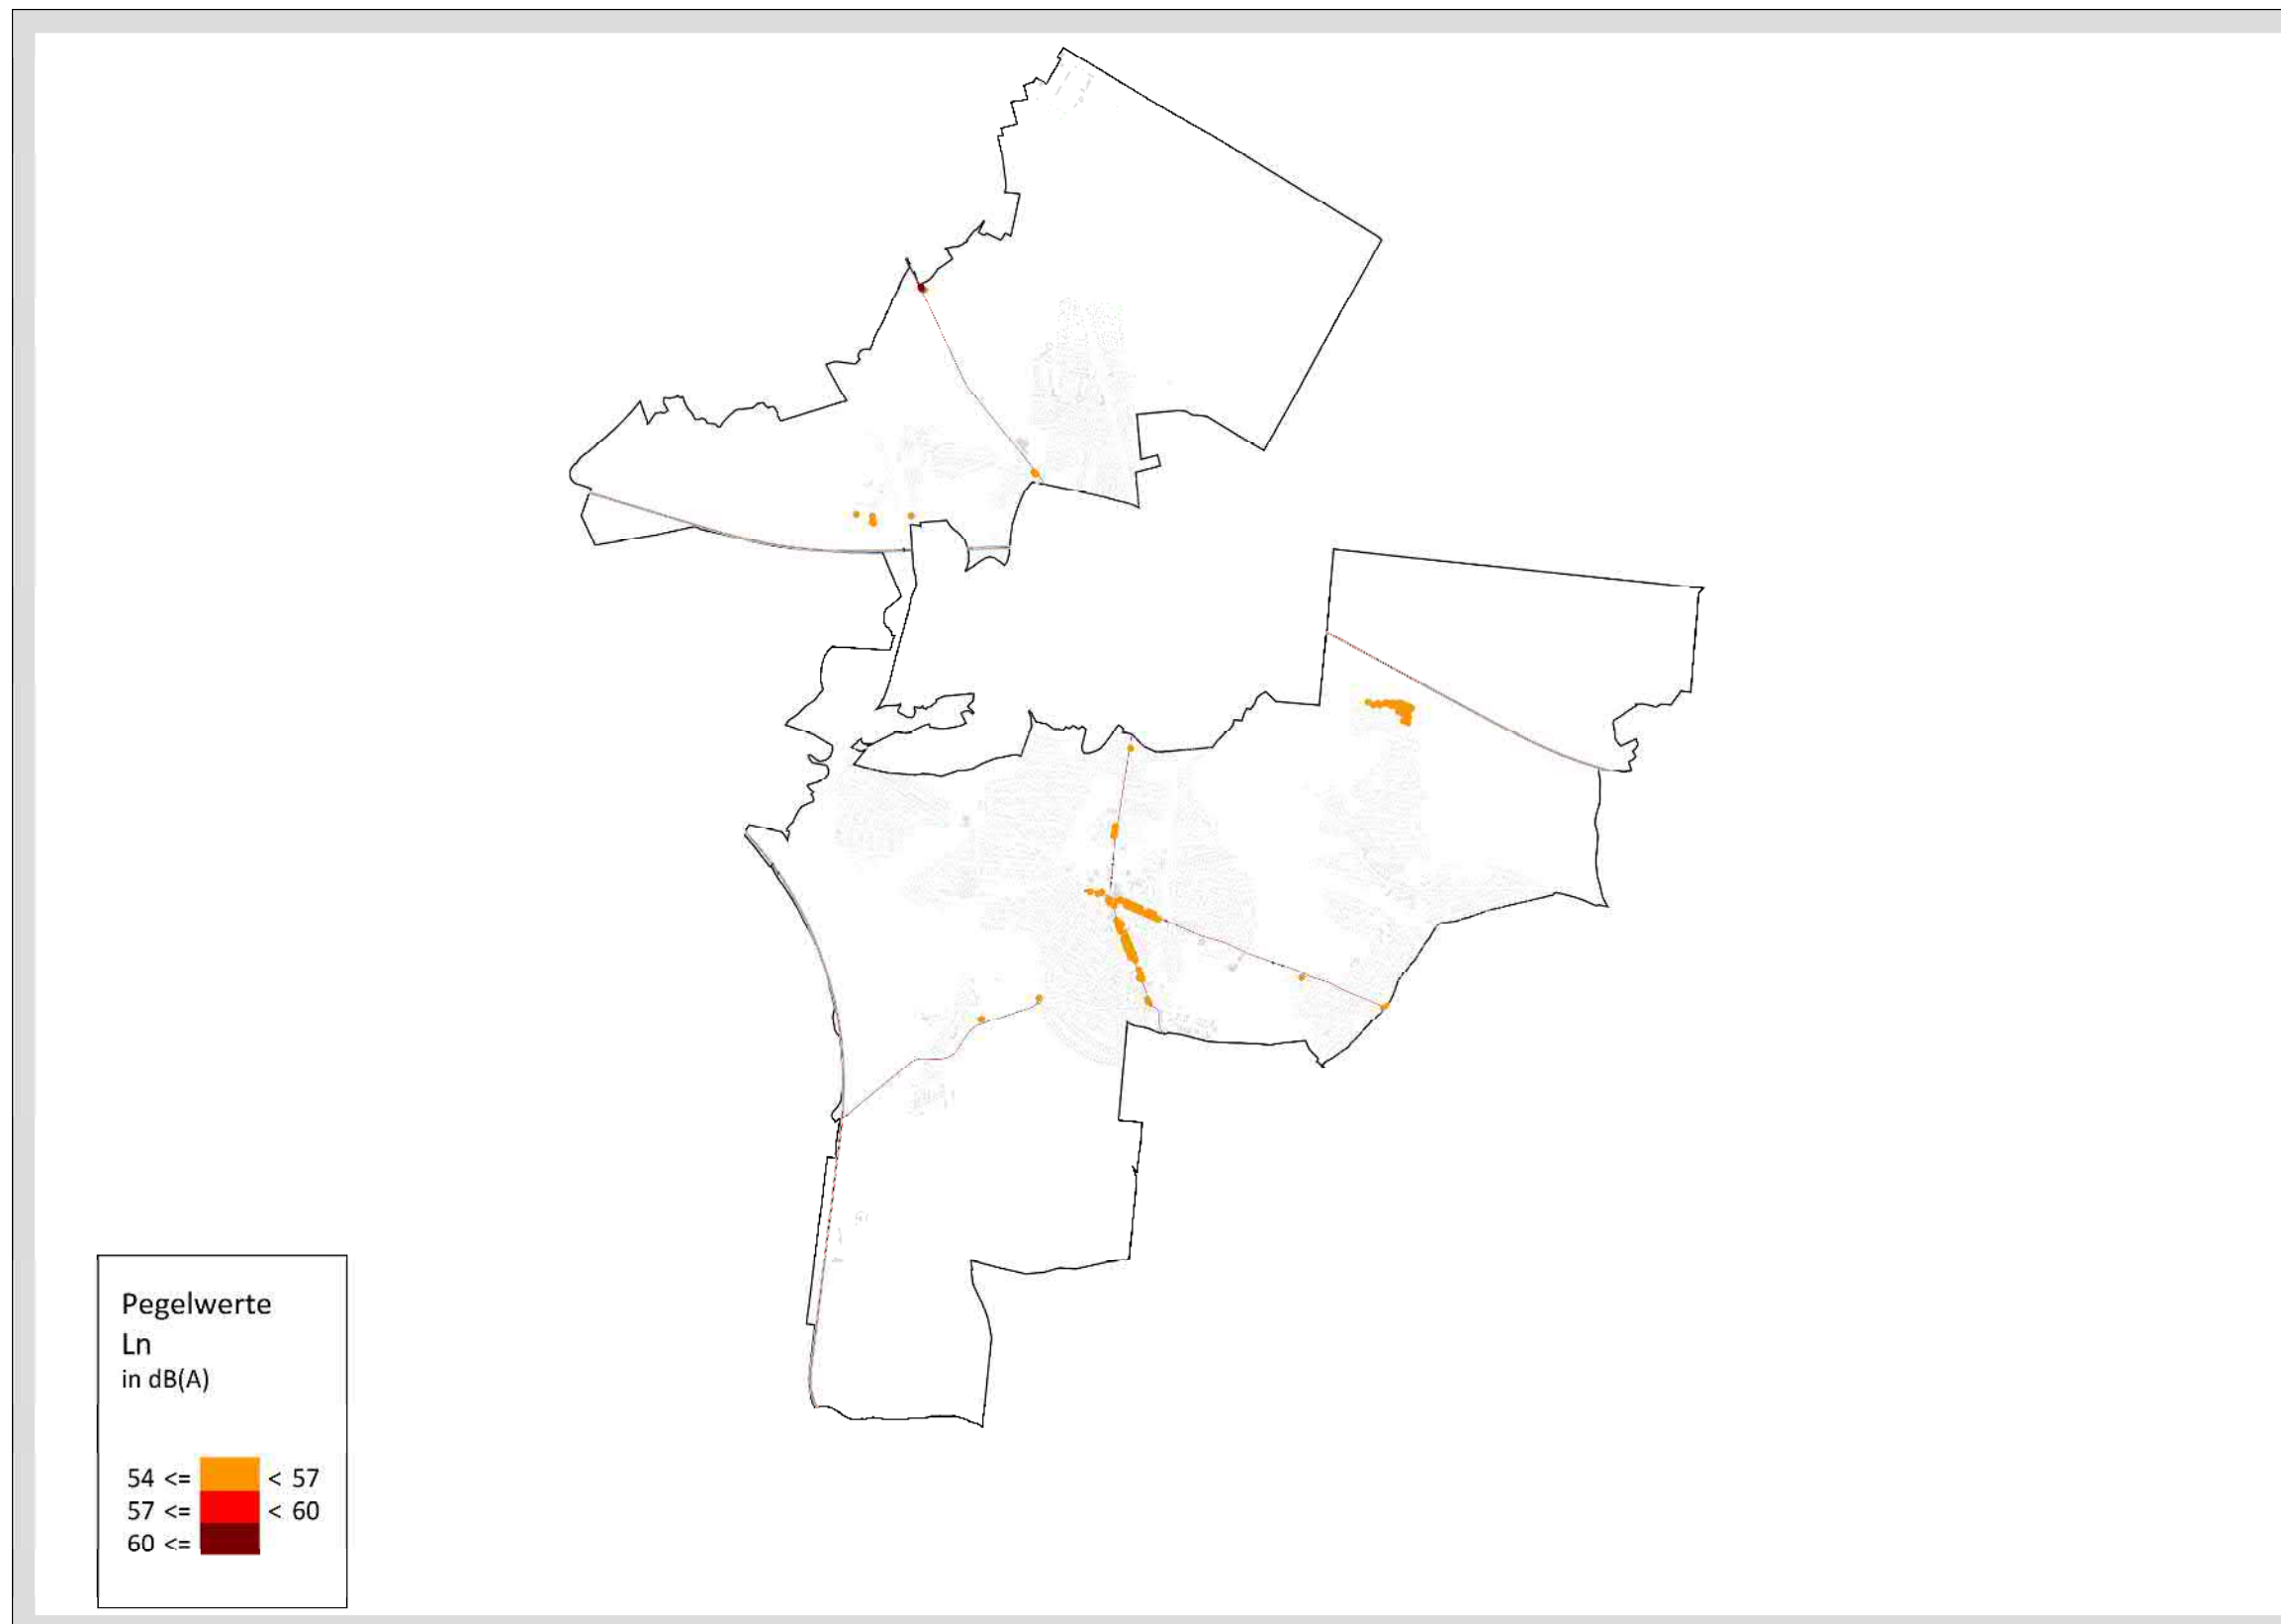 Pegelwerte
Ln
in dB(A)
54 <= < 57
57 <= < 60
60 <=